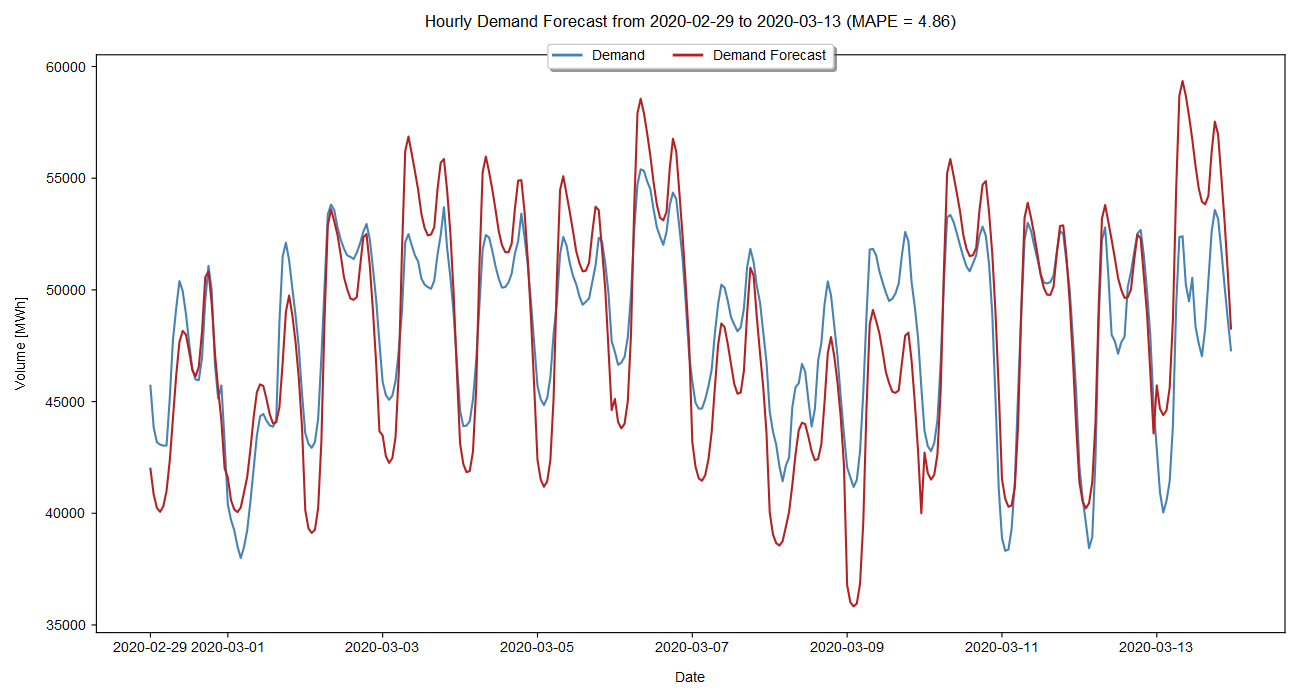 Hourly Demand Forecast from 2020-02-29 to 2020-03-13 (MAPE = 4.86)
Demand Demand Forecast
60000
55000
50000
45000
40000
35000
Volume [MWh]
2020-02-29 2020-03-01 2020-03-03 2020-03-05 2020-03-07 2020-03-09 2020-03-11 2020-03-13
Date